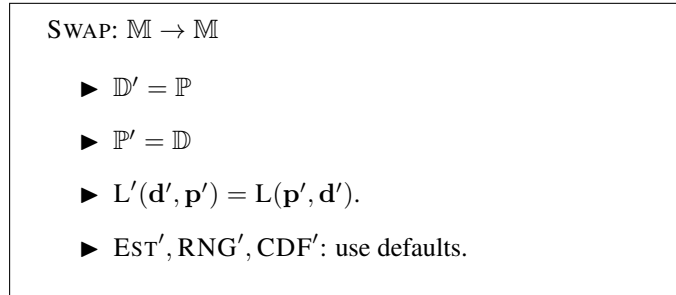 SWAP: 𝕄 → 𝕄
▶ 𝔻′ = ℙ
▶ ℙ′ = 𝔻
▶ L′(𝐝′, 𝐩′) = L(𝐩′, 𝐝′).
▶ EST′, RNG′, CDF′: use defaults.